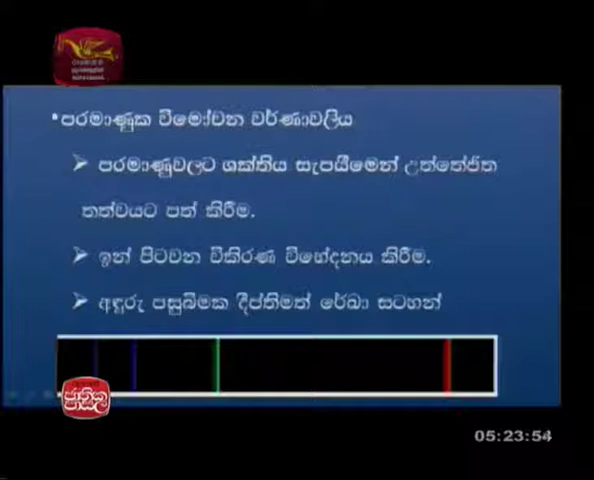 ▪ පරමාණුක විමෝචන වර්ණාවලිය
➢ පරමාණුවලට ශක්තිය සැපයීමෙන් උත්තේජිත
තත්වයට පත් කිරීම.
➢ ඉන් පිටවන විකිරණ විභේදනය කිරීම.
➢ අඳුරු පසුබිමක දීප්තිමත් රේඛා සටහන්
ජාතික
පාසල
05:23:54